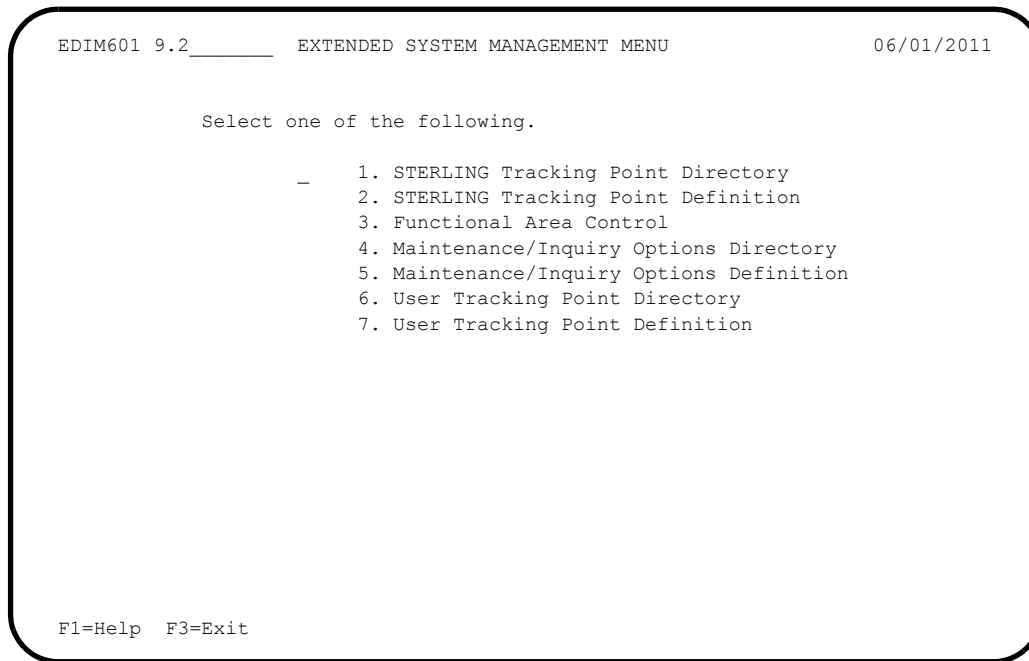 EDIM601 9.2_______ EXTENDED SYSTEM MANAGEMENT MENU 06/01/2011
Select one of the following.
_ 1. STERLING Tracking Point Directory
2. STERLING Tracking Point Definition
3. Functional Area Control
4. Maintenance/Inquiry Options Directory
5. Maintenance/Inquiry Options Definition
6. User Tracking Point Directory
7. User Tracking Point Definition
F1=Help F3=Exit